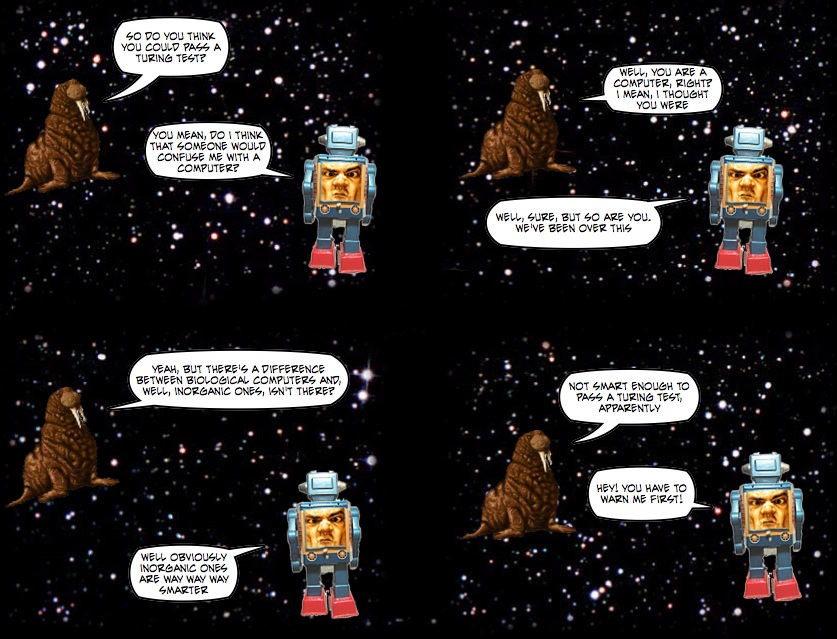 SO DO YOU THINK
YOU COULD PASS A
TURING TEST?
YOU MEAN, DO I THINK
THAT SOMEONE WOULD
CONFUSE ME WITH A
COMPUTER?
WELL, YOU ARE A
COMPUTER, RIGHT?
I MEAN, I THOUGHT
YOU WERE
WELL, SURE, BUT SO ARE YOU.
WE'VE BEEN OVER THIS
YEAH, BUT THERE'S A DIFFERENCE
BETWEEN BIOLOGICAL COMPUTERS AND,
WELL, INORGANIC ONES, ISN'T THERE?
WELL OBVIOUSLY
INORGANIC ONES
ARE WAY WAY WAY
SMARTER
NOT SMART ENOUGH TO
PASS A TURING TEST,
APPARENTLY
HEY! YOU HAVE TO
WARN ME FIRST!